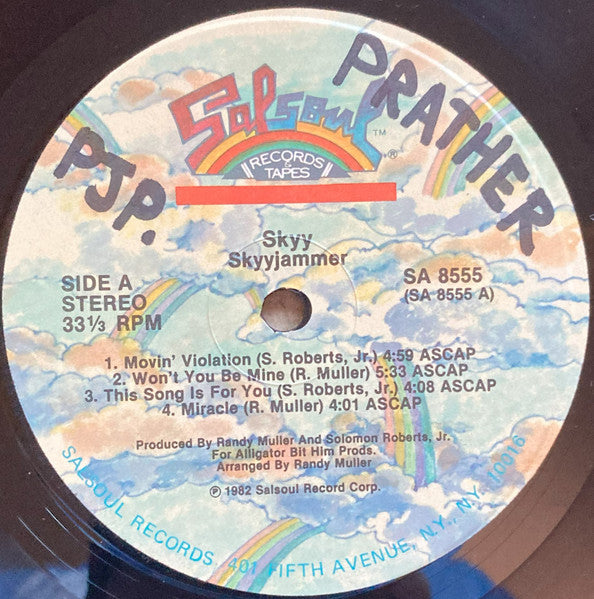 PJP.
PRATHER
Salsoul™
RECORDS
&
TAPES
®
Skyy
Skyyjammer
SIDE A
STEREO
33⅓ RPM
SA 8555
(SA 8555 A)
1. Movin' Violation (S. Roberts, Jr.) 4:59 ASCAP
2. Won't You Be Mine (R. Muller) 5:33 ASCAP
3. This Song Is For You (S. Roberts, Jr.) 4:08 ASCAP
4. Miracle (R. Muller) 4:01 ASCAP
Produced By Randy Muller And Solomon Roberts, Jr.
For Alligator Bit Him Prods.
Arranged By Randy Muller
℗ 1982 Salsoul Record Corp.
SALSOUL RECORDS, 401 FIFTH AVENUE, N.Y., N.Y. 10016